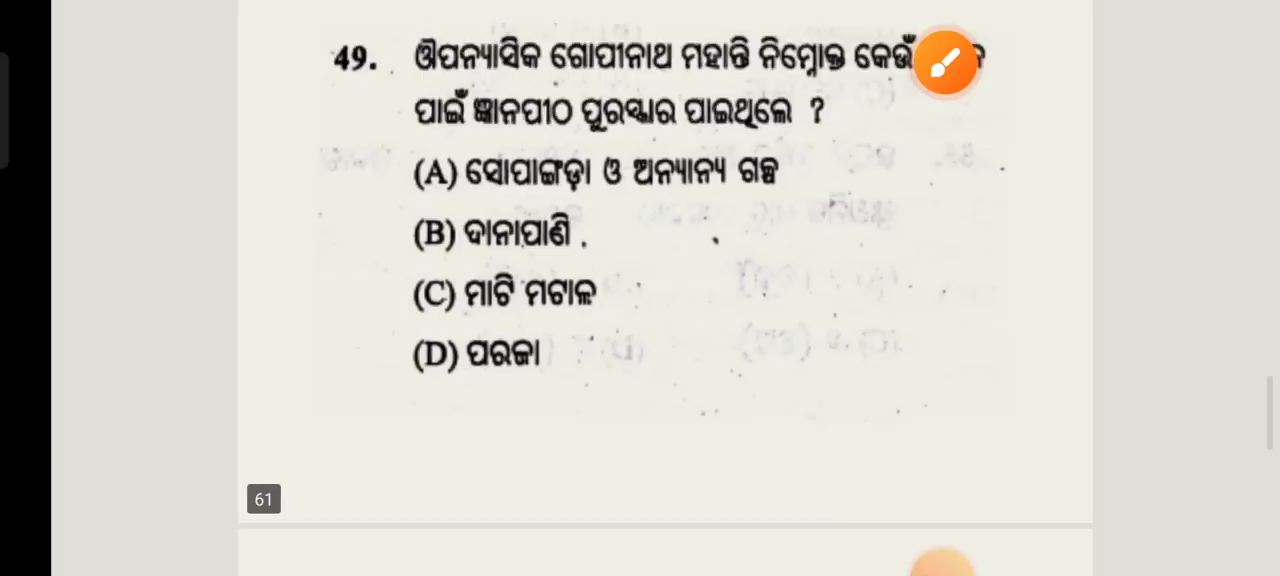 49. ଔପନ୍ୟାସିକ ଗୋପୀନାଥ ମହାନ୍ତି ନିମ୍ନୋକ୍ତ କେଉଁ
ପାଇଁ ଜ୍ଞାନପୀଠ ପୁରସ୍କାର ପାଇଥିଲେ ?
(A) ସୋପାଙ୍ଗଡ଼ା ଓ ଅନ୍ୟାନ୍ୟ ଗଳ୍ପ
(B) ଦାନାପାଣି .
(C) ମାଟି ମଟାଳ
(D) ପରଜା
61